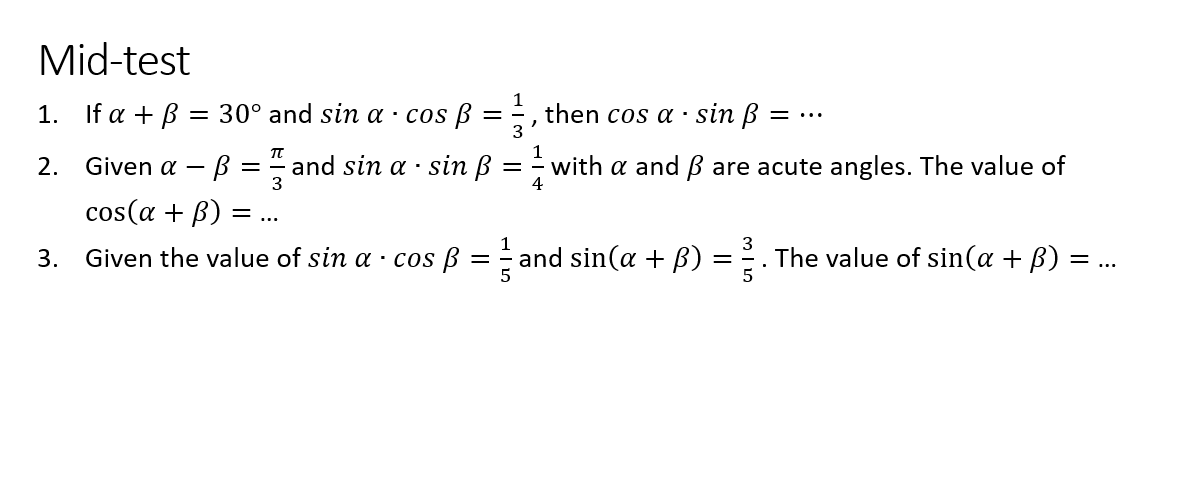 Mid-test
1. If α + β = 30° and sin α · cos β = 1/3, then cos α · sin β = ⋯
2. Given α − β = π/3 and sin α · sin β = 1/4 with α and β are acute angles. The value of
cos(α + β) = ...
3. Given the value of sin α · cos β = 1/5 and sin(α + β) = 3/5. The value of sin(α + β) = ...